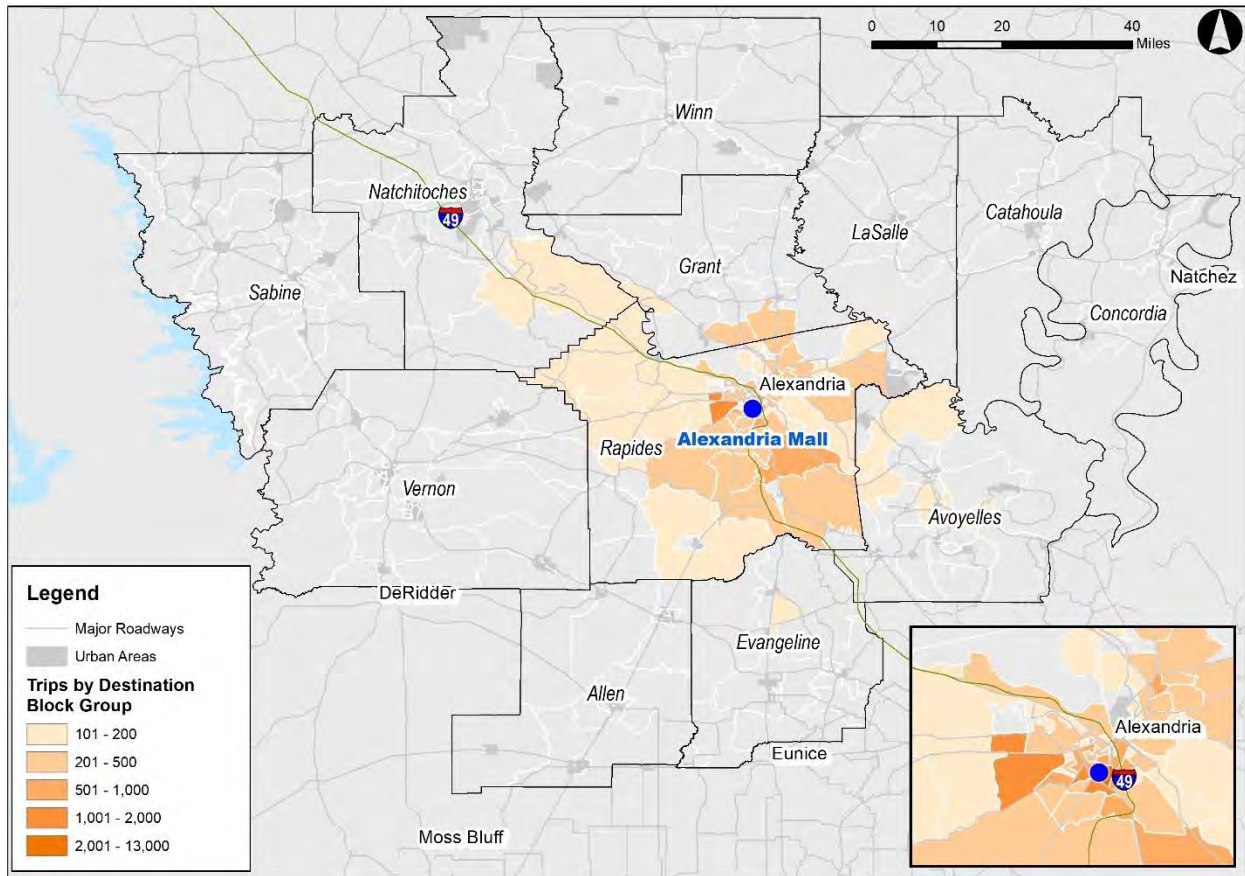 0 10 20 40
Miles
Winn
Natchitoches
49
LaSalle
Catahoula
Natchez
Grant
Sabine
Concordia
Alexandria
Alexandria Mall
Rapides
Vernon
Avoyelles
DeRidder
Evangeline
Allen
Eunice
Moss Bluff
Legend
Major Roadways
Urban Areas
Trips by Destination
Block Group
101 - 200
201 - 500
501 - 1,000
1,001 - 2,000
2,001 - 13,000
Alexandria
49